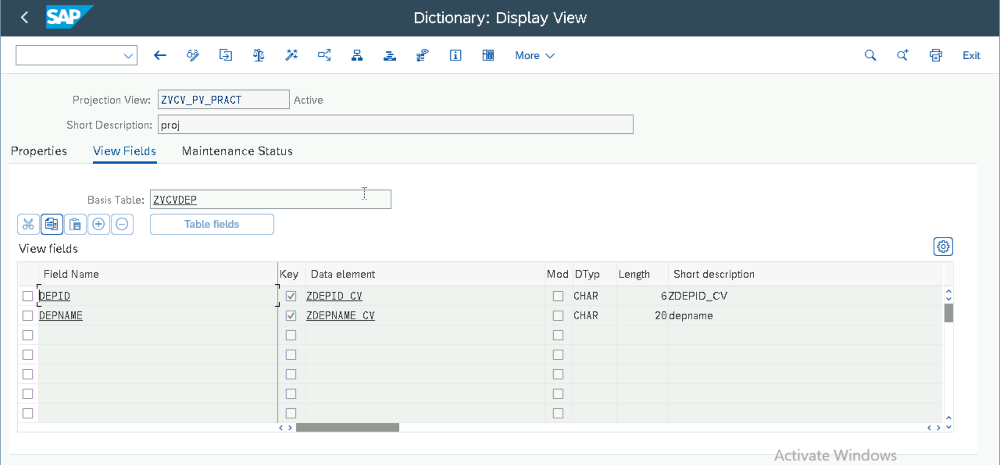 SAP Dictionary: Display View
More Exit
Projection View: ZVCV_PV_PRACT Active
Short Description: proj
Properties View Fields Maintenance Status
Basis Table: ZVCVDEP
Table fields
View fields
Field Name Key Data element Mod DTyp Length Short description
DEPID ZDEPID_CV CHAR 6 ZDEPID_CV
DEPNAME ZDEPNAME_CV CHAR 20 depname
Activate Windows